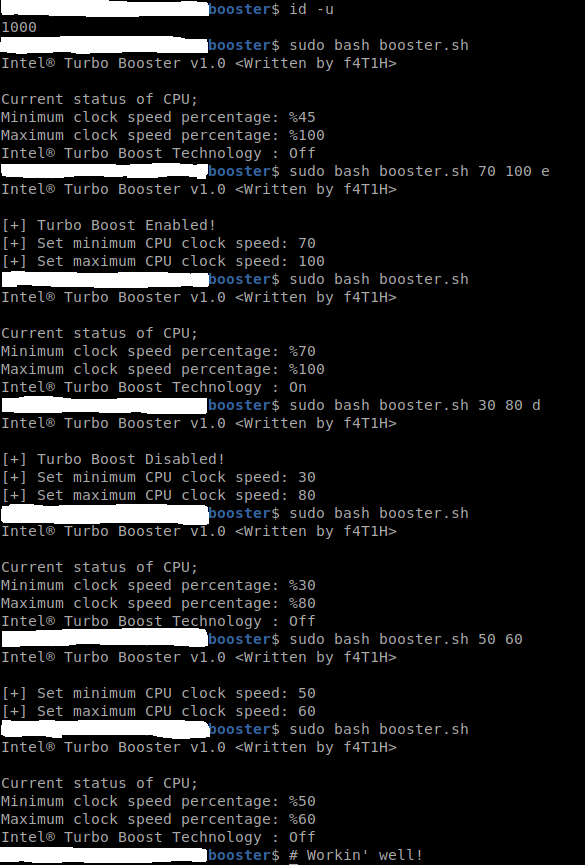 booster$ id -u
1000
booster$ sudo bash booster.sh
Intel® Turbo Booster v1.0 <Written by f4T1H>
Current status of CPU;
Minimum clock speed percentage: %45
Maximum clock speed percentage: %100
Intel® Turbo Boost Technology : Off
booster$ sudo bash booster.sh 70 100 e
Intel® Turbo Booster v1.0 <Written by f4T1H>
[+] Turbo Boost Enabled!
[+] Set minimum CPU clock speed: 70
[+] Set maximum CPU clock speed: 100
booster$ sudo bash booster.sh
Intel® Turbo Booster v1.0 <Written by f4T1H>
Current status of CPU;
Minimum clock speed percentage: %70
Maximum clock speed percentage: %100
Intel® Turbo Boost Technology : On
booster$ sudo bash booster.sh 30 80 d
Intel® Turbo Booster v1.0 <Written by f4T1H>
[+] Turbo Boost Disabled!
[+] Set minimum CPU clock speed: 30
[+] Set maximum CPU clock speed: 80
booster$ sudo bash booster.sh
Intel® Turbo Booster v1.0 <Written by f4T1H>
Current status of CPU;
Minimum clock speed percentage: %30
Maximum clock speed percentage: %80
Intel® Turbo Boost Technology : Off
booster$ sudo bash booster.sh 50 60
Intel® Turbo Booster v1.0 <Written by f4T1H>
[+] Set minimum CPU clock speed: 50
[+] Set maximum CPU clock speed: 60
booster$ sudo bash booster.sh
Intel® Turbo Booster v1.0 <Written by f4T1H>
Current status of CPU;
Minimum clock speed percentage: %50
Maximum clock speed percentage: %60
Intel® Turbo Boost Technology : Off
booster$ # Workin' well!